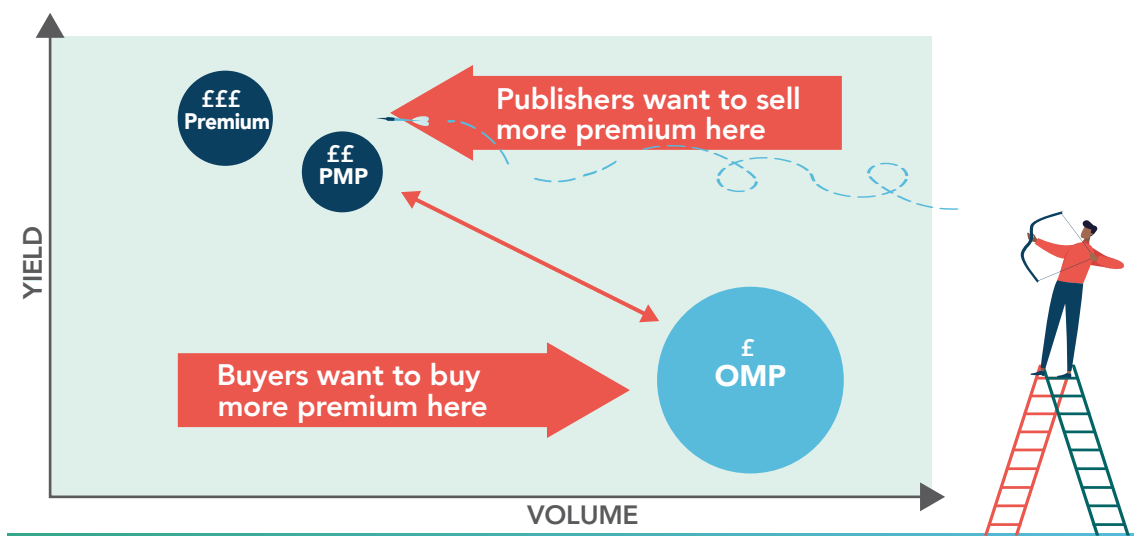 £££
Premium
££
PMP
Publishers want to sell
more premium here
YIELD
Buyers want to buy
more premium here
£
OMP
VOLUME